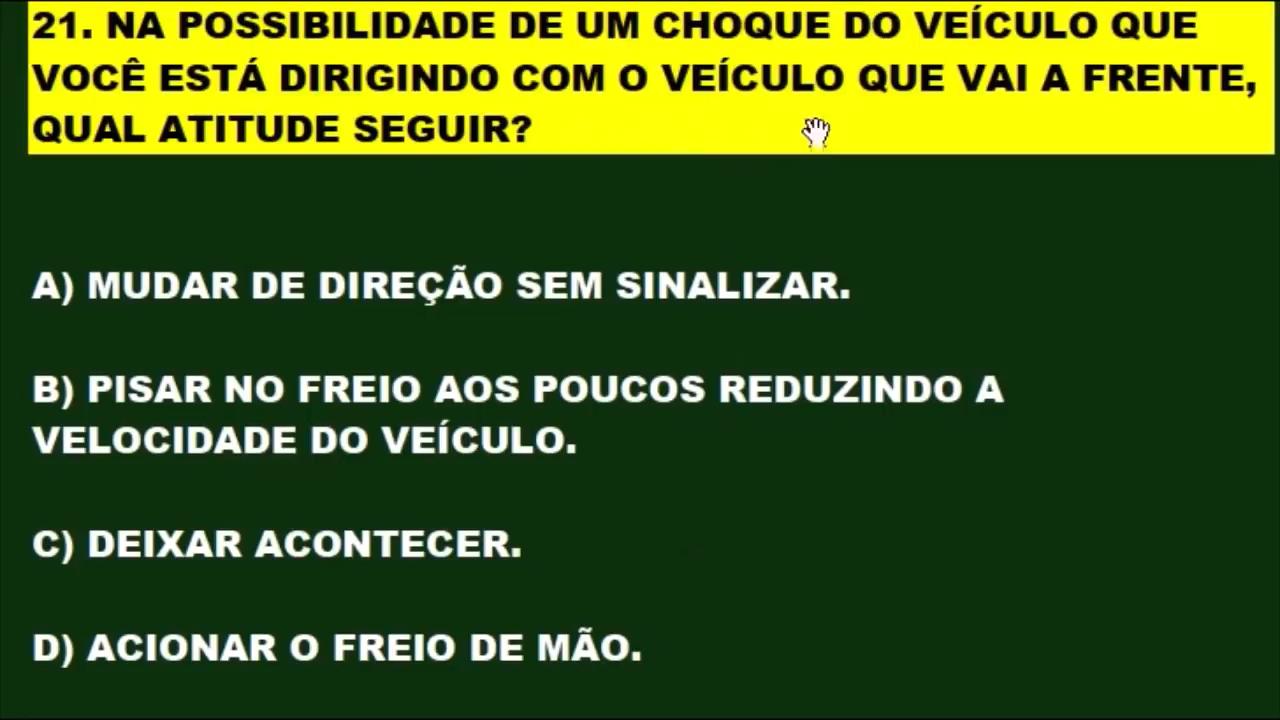 21. NA POSSIBILIDADE DE UM CHOQUE DO VEÍCULO QUE
VOCÊ ESTÁ DIRIGINDO COM O VEÍCULO QUE VAI A FRENTE,
QUAL ATITUDE SEGUIR?
A) MUDAR DE DIREÇÃO SEM SINALIZAR.
B) PISAR NO FREIO AOS POUCOS REDUZINDO A
VELOCIDADE DO VEÍCULO.
C) DEIXAR ACONTECER.
D) ACIONAR O FREIO DE MÃO.